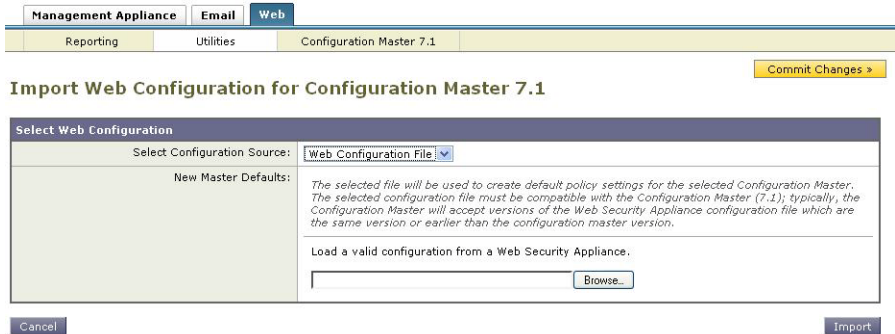 Management Appliance Email Web
Reporting Utilities Configuration Master 7.1
Commit Changes »
Import Web Configuration for Configuration Master 7.1
Select Web Configuration
Select Configuration Source: Web Configuration File
New Master Defaults: The selected file will be used to create default policy settings for the selected Configuration Master.
The selected configuration file must be compatible with the Configuration Master (7.1); typically, the
Configuration Master will accept versions of the Web Security Appliance configuration file which are
the same version or earlier than the configuration master version.
Load a valid configuration from a Web Security Appliance.
Browse...
Cancel Import